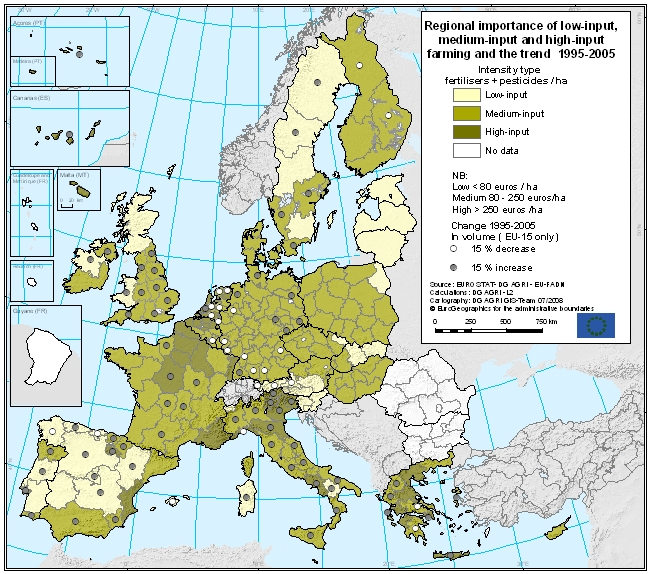 Açores (PT)
Madeira (PT)
Canarias (ES)
Malta (MT)
0 20 km
Guyane (FR)
Regional importance of low-input,
medium-input and high-input
farming and the trend 1995-2005
Intensity type
fertilisers + pesticides / ha
Low-input
Medium-input
High-input
No data
NB:
Low < 80 euros / ha
Medium 80 - 250 euros/ha
High > 250 euros /ha
Change 1995-2005
In volume ( EU-15 only )
15 % decrease
15 % increase
Source: EUROSTAT- DG AGRI - EU-FADN
Calculations: DG AGRI - L2
Cartography: DG AGRI GIS-Team 07/2008
© EuroGeographics for the administrative boundaries
0 250 500 750 km